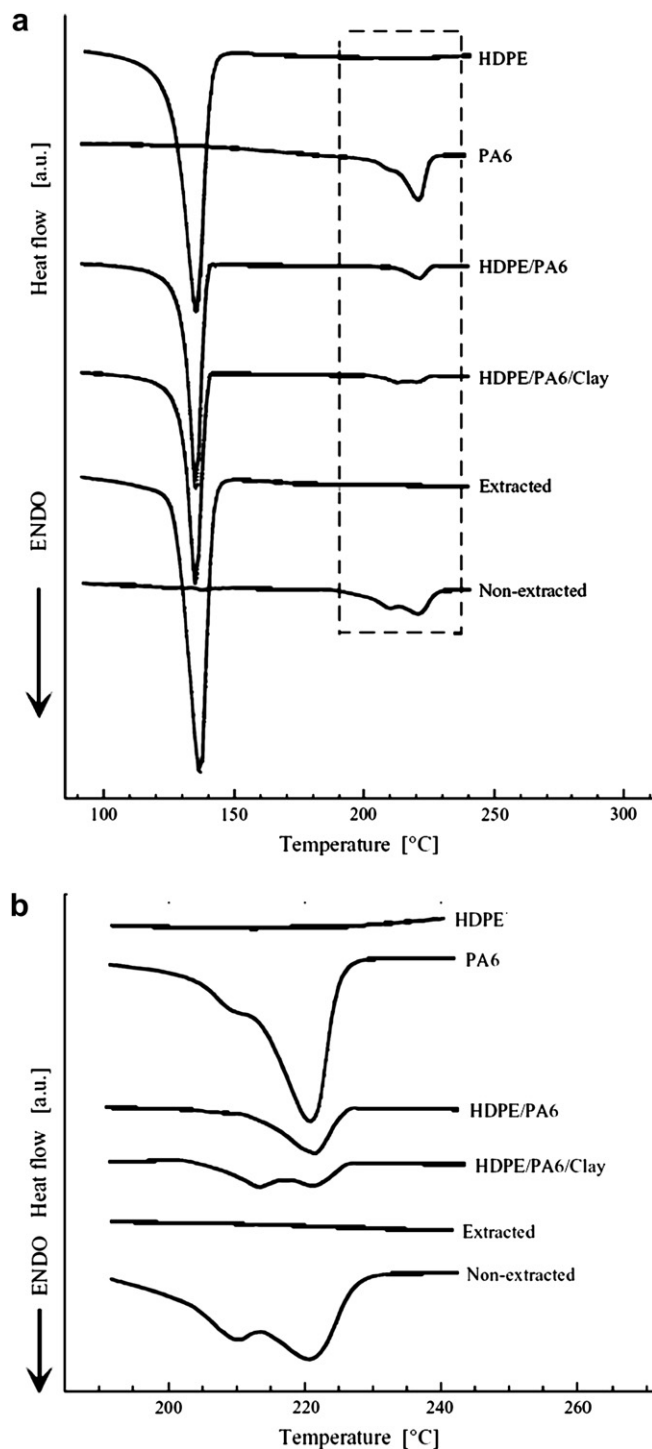 a
HDPE
PA6
HDPE/PA6
HDPE/PA6/Clay
Extracted
Non-extracted
Heat flow [a.u.]
ENDO
100 150 200 250 300
Temperature [°C]
b
HDPE
PA6
HDPE/PA6
HDPE/PA6/Clay
Extracted
Non-extracted
ENDO Heat flow [a.u.]
200 220 240 260
Temperature [°C]